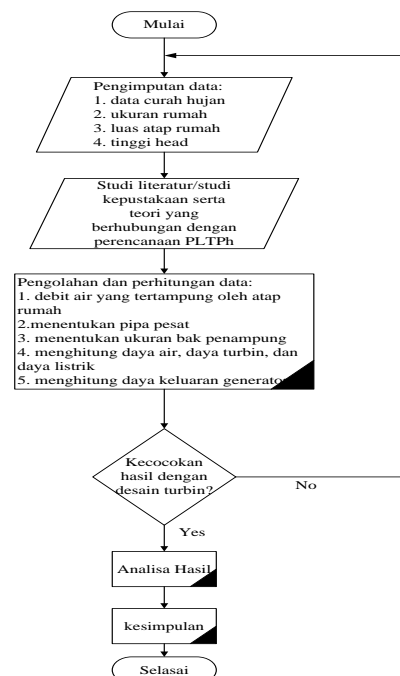 Mulai
Pengimputan data:
1. data curah hujan
2. ukuran rumah
3. luas atap rumah
4. tinggi head
Studi literatur/studi
kepustakaan serta
teori yang
berhubungan dengan
perencanaan PLTPh
Pengolahan dan perhitungan data:
1. debit air yang tertampung oleh atap
rumah
2.menentukan pipa pesat
3. menentukan ukuran bak penampung
4. menghitung daya air, daya turbin, dan
daya listrik
5. menghitung daya keluaran generator
Kecocokan
hasil dengan
desain turbin?
No
Yes
Analisa Hasil
kesimpulan
Selasai